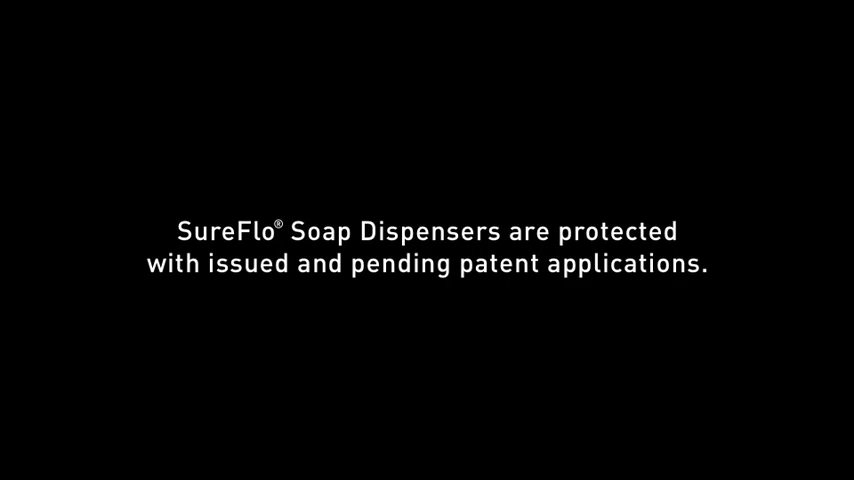 SureFlo® Soap Dispensers are protected
with issued and pending patent applications.